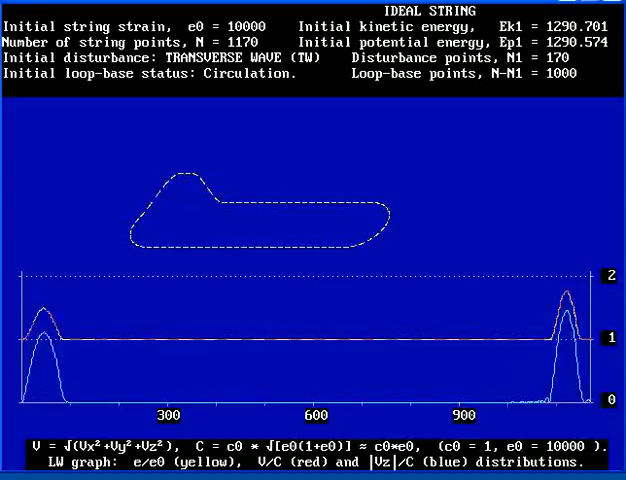 IDEAL STRING
Initial string strain, e0 = 10000 Initial kinetic energy, Ek1 = 1290.701
Number of string points, N = 1170 Initial potential energy, Ep1 = 1290.574
Initial disturbance: TRANSVERSE WAVE (TW) Disturbance points, N1 = 170
Initial loop-base status: Circulation. Loop-base points, N-N1 = 1000
2
1
0
300 600 900
V = √(Vx²+Vy²+Vz²), C = c0 * √[e0(1+e0)] ≈ c0*e0, (c0 = 1, e0 = 10000 ).
LW graph: e/e0 (yellow), V/C (red) and |Vz|/C (blue) distributions.